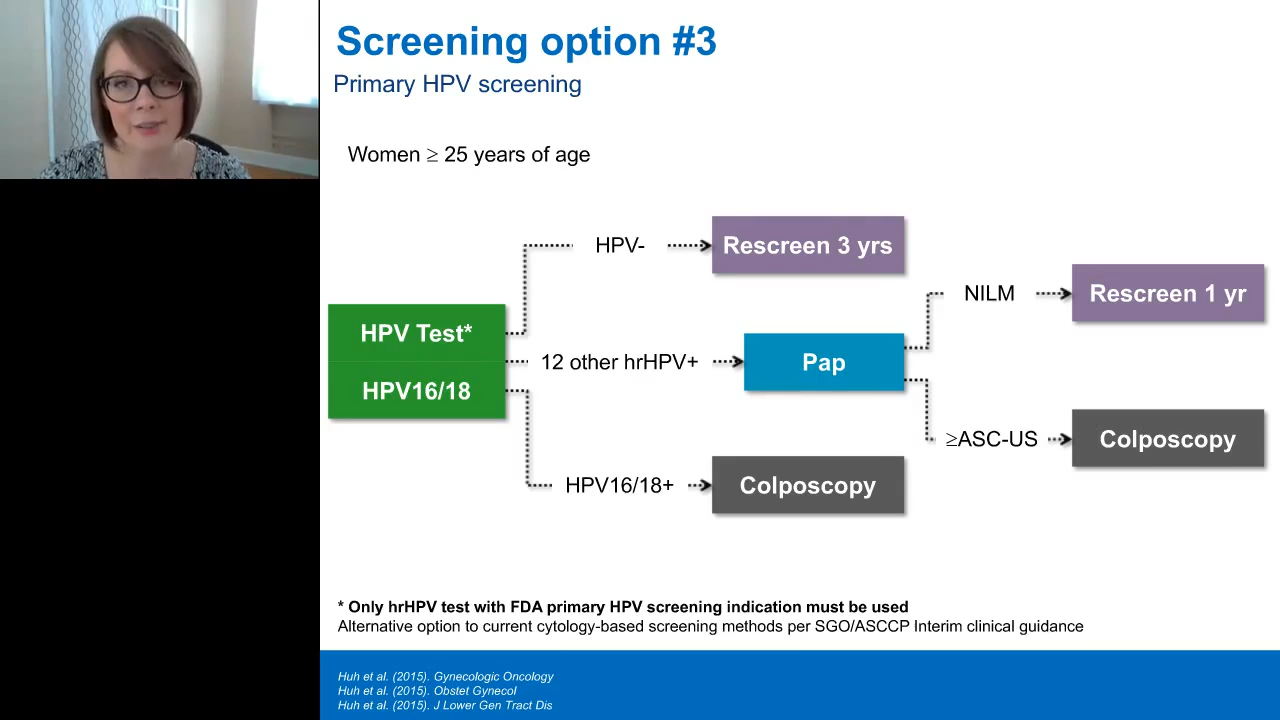 Screening option #3
Primary HPV screening
Women ≥ 25 years of age
HPV-
Rescreen 3 yrs
NILM
Rescreen 1 yr
HPV Test*
12 other hrHPV+
Pap
HPV16/18
≥ASC-US
Colposcopy
HPV16/18+
Colposcopy
* Only hrHPV test with FDA primary HPV screening indication must be used
Alternative option to current cytology-based screening methods per SGO/ASCCP Interim clinical guidance
Huh et al. (2015). Gynecologic Oncology
Huh et al. (2015). Obstet Gynecol
Huh et al. (2015). J Lower Gen Tract Dis